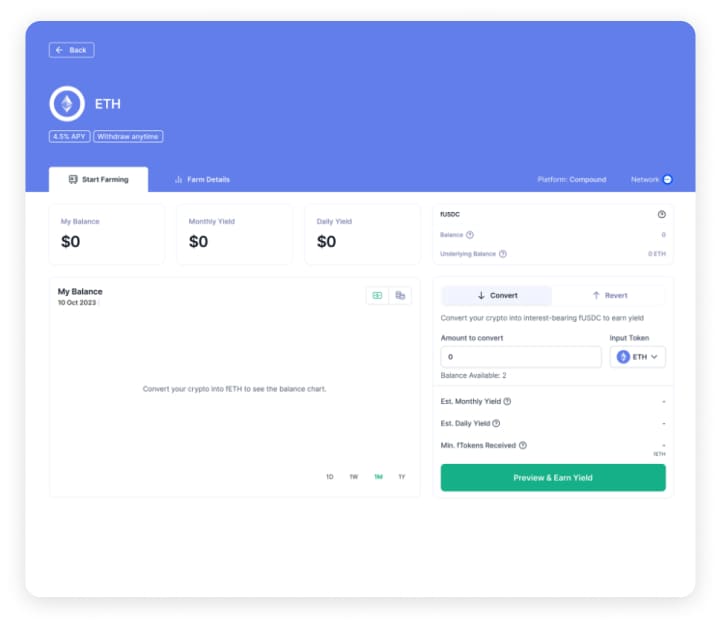 Back
ETH
4.5% APY Withdraw anytime
Start Farming Farm Details Platform: Compound Network
My Balance
$0
Monthly Yield
$0
Daily Yield
$0
fUSDC
Balance 0
Underlying Balance 0 ETH
My Balance
10 Oct 2023
Convert your crypto into fETH to see the balance chart.
1D 1W 1M 1Y
Convert Revert
Convert your crypto into interest-bearing fUSDC to earn yield
Amount to convert Input Token
0 ETH
Balance Available: 2
Est. Monthly Yield -
Est. Daily Yield -
Min. fTokens Received -
fETH
Preview & Earn Yield